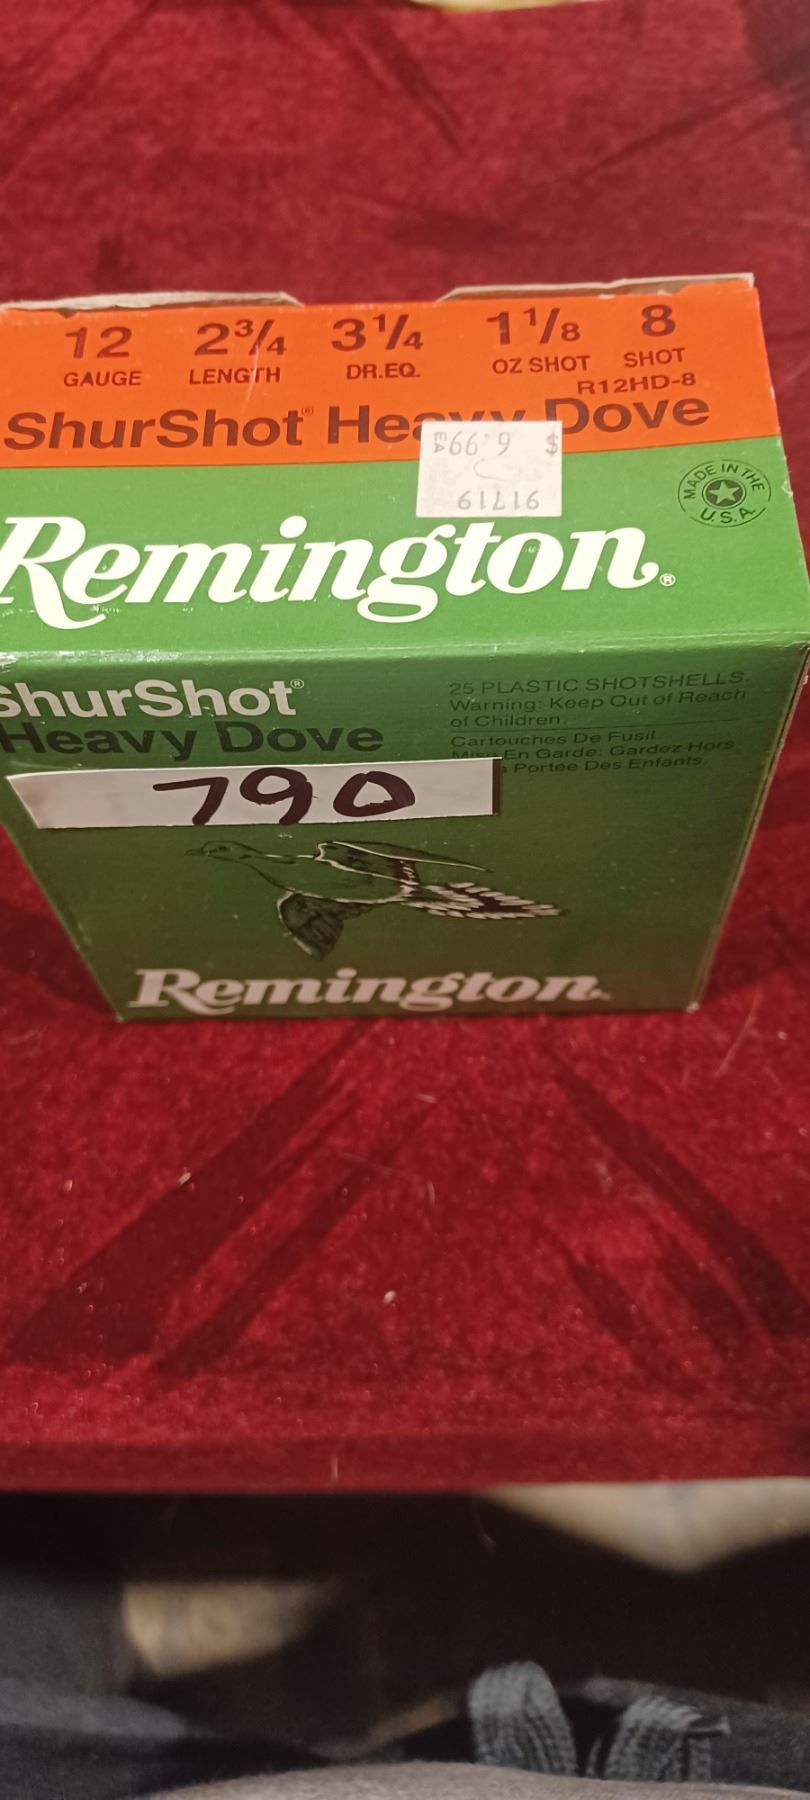 12 2¾ 3¼ 1⅛ 8
GAUGE LENGTH DR.EQ. OZ SHOT SHOT
R12HD-8
ShurShot® Heavy Dove
$ 6.99 EA
91719
MADE IN THE U.S.A.
Remington®
ShurShot®
Heavy Dove
25 PLASTIC SHOTSHELLS.
Warning: Keep Out of Reach
of Children.
Cartouches De Fusil
Mise En Garde: Gardez Hors
Portée Des Enfants.
790
Remington.